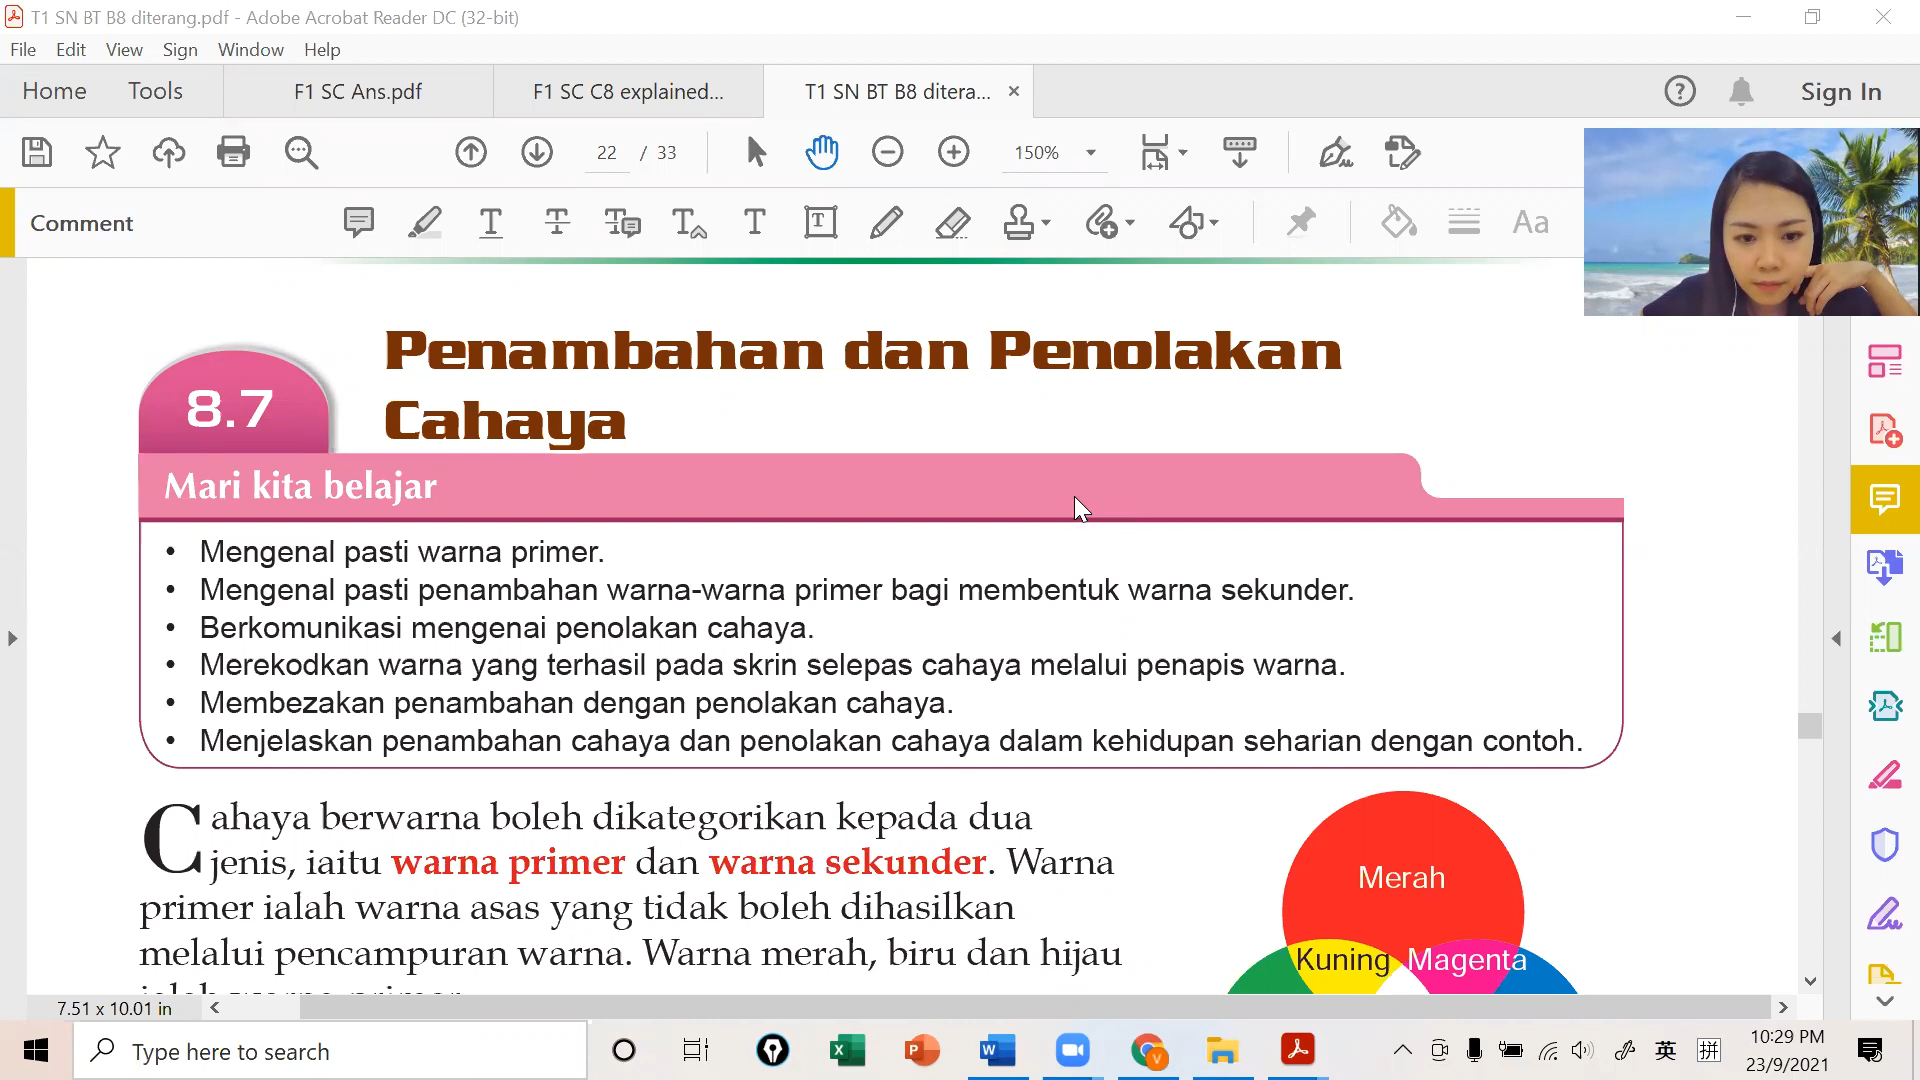 T1 SN BT B8 diterang.pdf - Adobe Acrobat Reader DC (32-bit)
File Edit View Sign Window Help
Home Tools F1 SC Ans.pdf F1 SC C8 explained... T1 SN BT B8 ditera... × Sign In
22 / 33 150%
Comment Aa
8.7
Penambahan dan Penolakan
Cahaya
Mari kita belajar
• Mengenal pasti warna primer.
• Mengenal pasti penambahan warna-warna primer bagi membentuk warna sekunder.
• Berkomunikasi mengenai penolakan cahaya.
• Merekodkan warna yang terhasil pada skrin selepas cahaya melalui penapis warna.
• Membezakan penambahan dengan penolakan cahaya.
• Menjelaskan penambahan cahaya dan penolakan cahaya dalam kehidupan seharian dengan contoh.
Cahaya berwarna boleh dikategorikan kepada dua
jenis, iaitu warna primer dan warna sekunder. Warna
primer ialah warna asas yang tidak boleh dihasilkan
melalui pencampuran warna. Warna merah, biru dan hijau
Merah
Kuning Magenta
7.51 x 10.01 in
Type here to search
英 拼
10:29 PM
23/9/2021